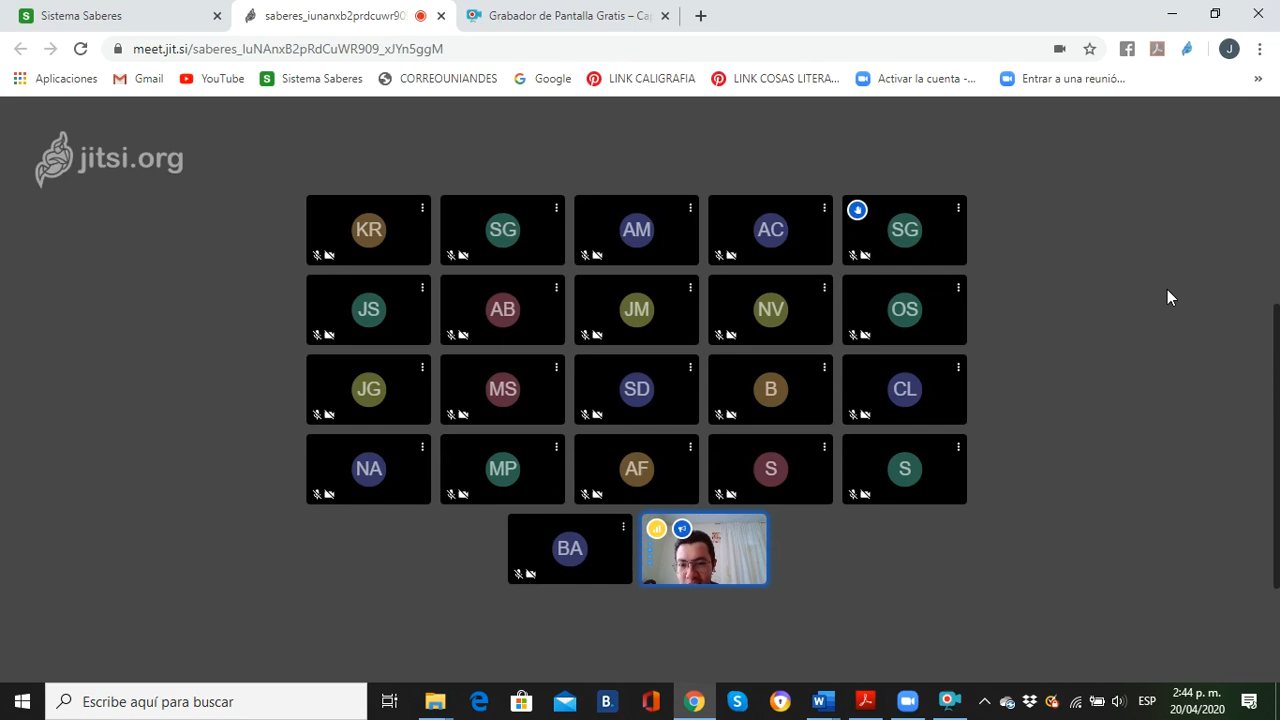 Sistema Saberes
saberes_iunanxb2prdcuwr909
Grabador de Pantalla Gratis – Ca
meet.jit.si/saberes_IuNAnxB2pRdCuWR909_xJYn5ggM
J
Aplicaciones
Gmail
YouTube
S
Sistema Saberes
CORREOUNIANDES
Google
LINK CALIGRAFIA
LINK COSAS LITERA...
Activar la cuenta -...
Entrar a una reunió...
»
jitsi.org
KR SG AM AC SG
JS AB JM NV OS
JG MS SD B CL
NA MP AF S S
BA
Escribe aquí para buscar
B.
ESP
2:44 p. m.
20/04/2020